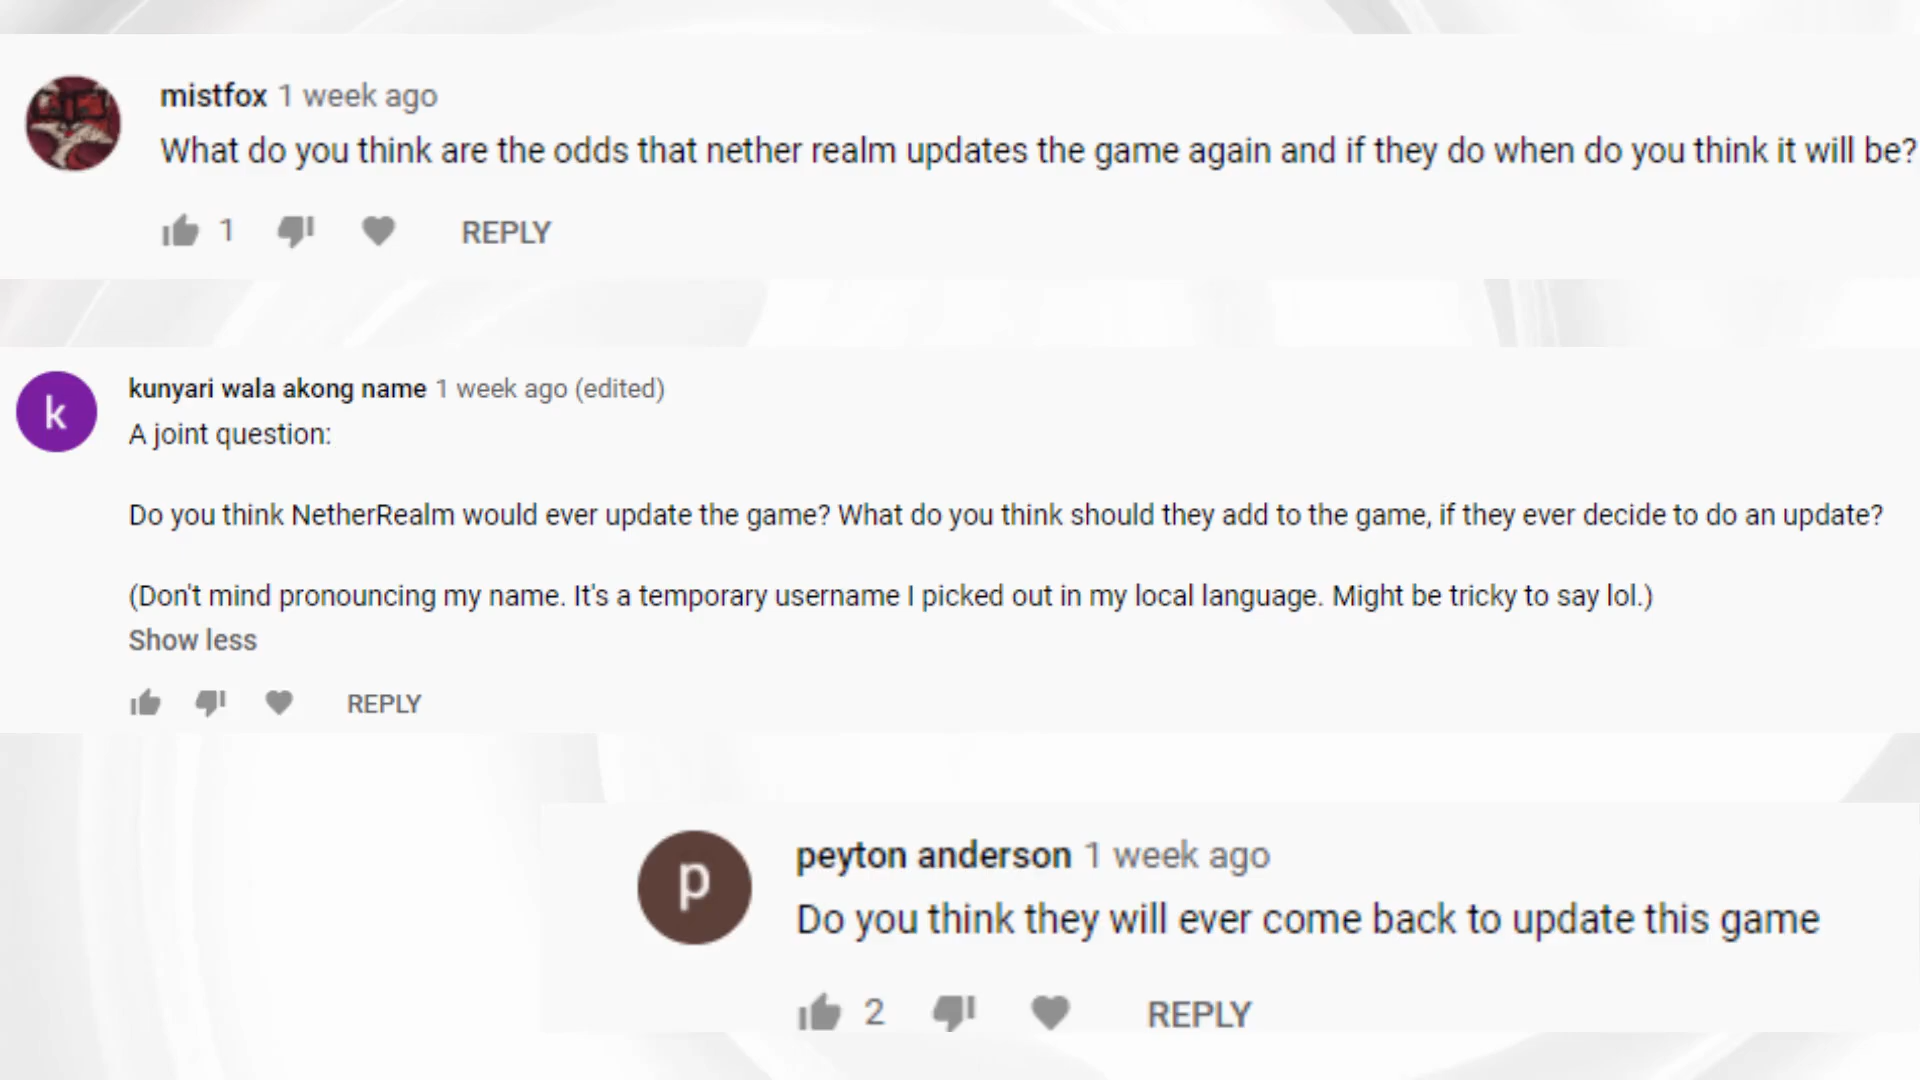 mistfox 1 week ago
What do you think are the odds that nether realm updates the game again and if they do when do you think it will be?
1 REPLY
k
kunyari wala akong name 1 week ago (edited)
A joint question:
Do you think NetherRealm would ever update the game? What do you think should they add to the game, if they ever decide to do an update?
(Don't mind pronouncing my name. It's a temporary username I picked out in my local language. Might be tricky to say lol.)
Show less
REPLY
p
peyton anderson 1 week ago
Do you think they will ever come back to update this game
2 REPLY